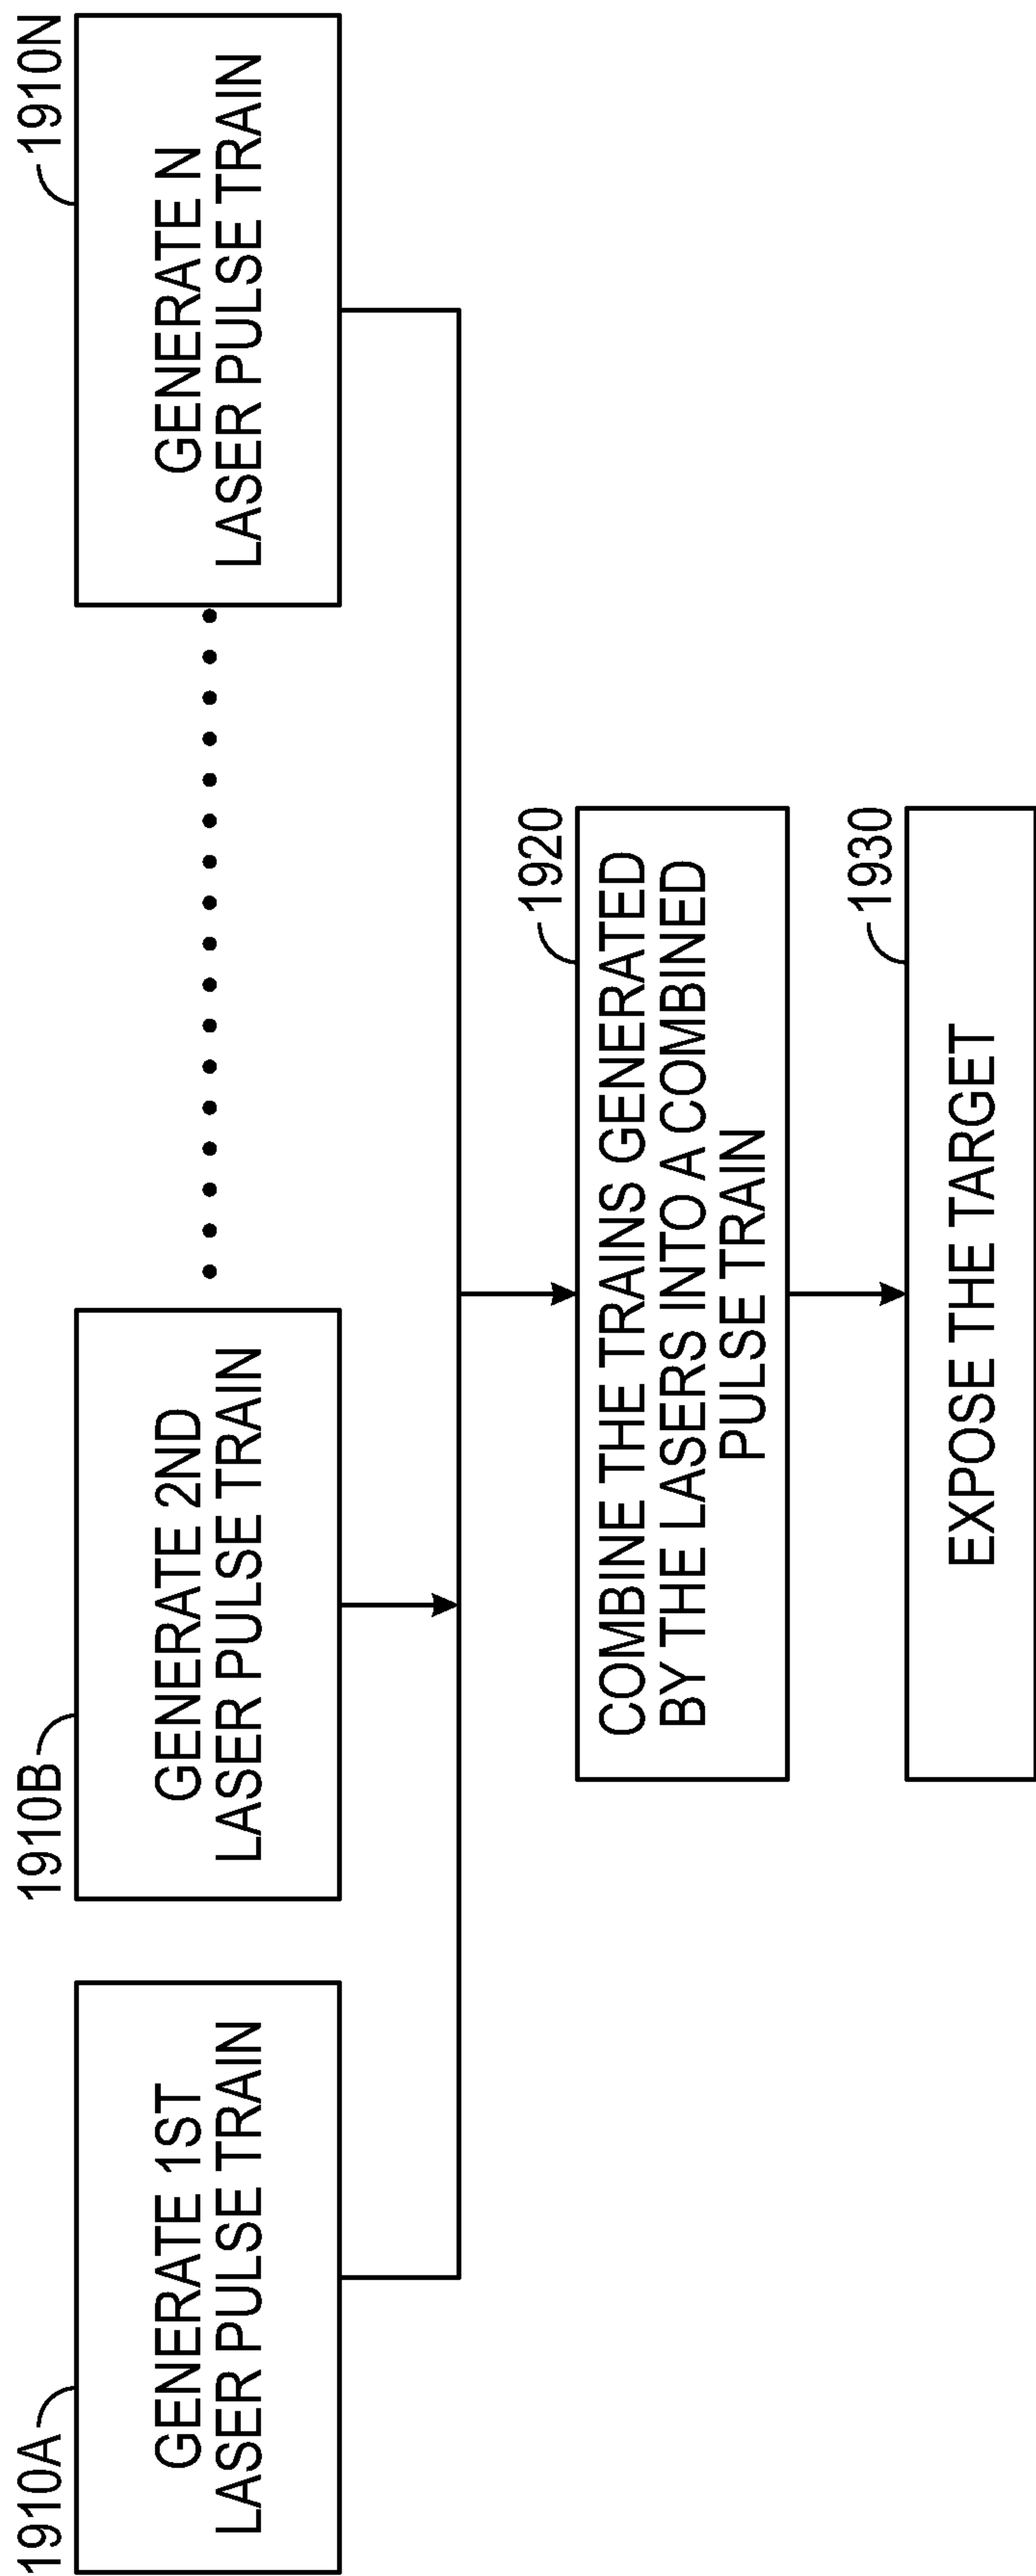 1910A
GENERATE 1ST
LASER PULSE TRAIN
1910B
GENERATE 2ND
LASER PULSE TRAIN
1910N
GENERATE N
LASER PULSE TRAIN
1920
COMBINE THE TRAINS GENERATED
BY THE LASERS INTO A COMBINED
PULSE TRAIN
1930
EXPOSE THE TARGET